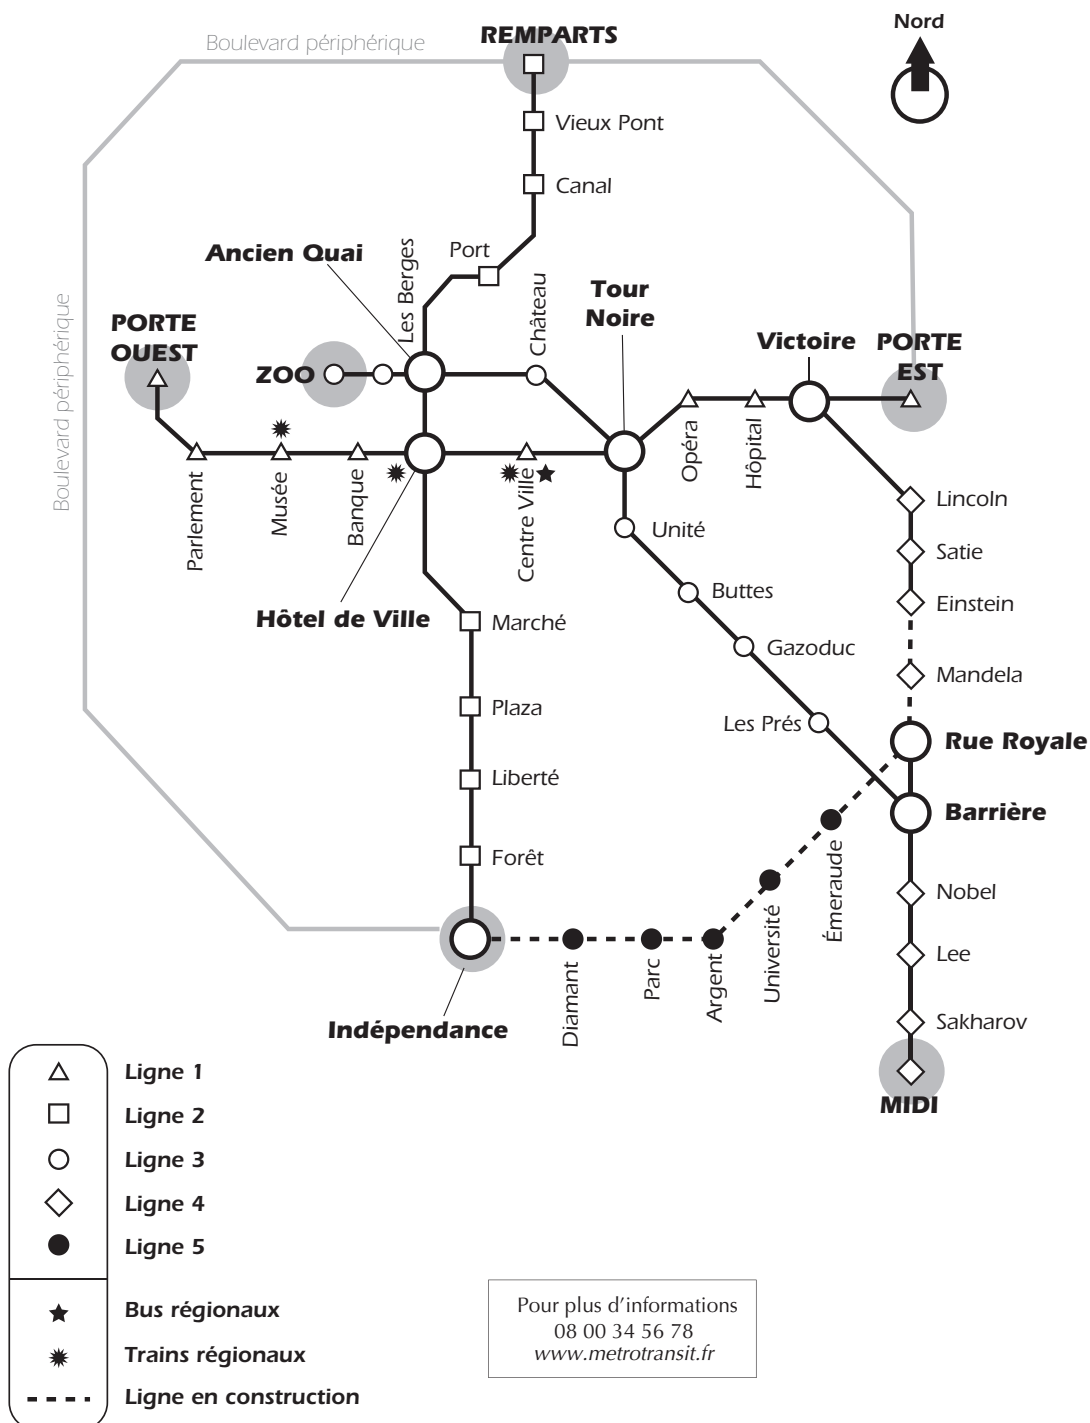 Nord
Boulevard périphérique
REMPARTS
Vieux Pont
Canal
Ancien Quai
Les Berges
Port
Château
Tour
Noire
Boulevard périphérique
PORTE
OUEST
ZOO
Victoire
PORTE
EST
Parlement
Musée
Banque
Centre Ville
Opéra
Hôpital
Lincoln
Satie
Einstein
Mandela
Unité
Buttes
Gazoduc
Les Prés
Hôtel de Ville
Marché
Plaza
Liberté
Forêt
Rue Royale
Barrière
Nobel
Lee
Sakharov
MIDI
Indépendance
Diamant
Parc
Argent
Université
Émeraude
Ligne 1
Ligne 2
Ligne 3
Ligne 4
Ligne 5
Bus régionaux
Trains régionaux
Ligne en construction
Pour plus d'informations
08 00 34 56 78
www.metrotransit.fr